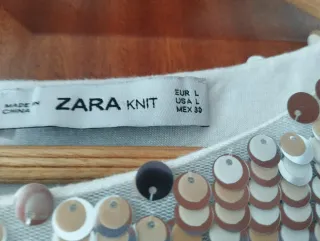 MADE IN
CHINA
ZARA KNIT
EUR L
USA L
MEX 30